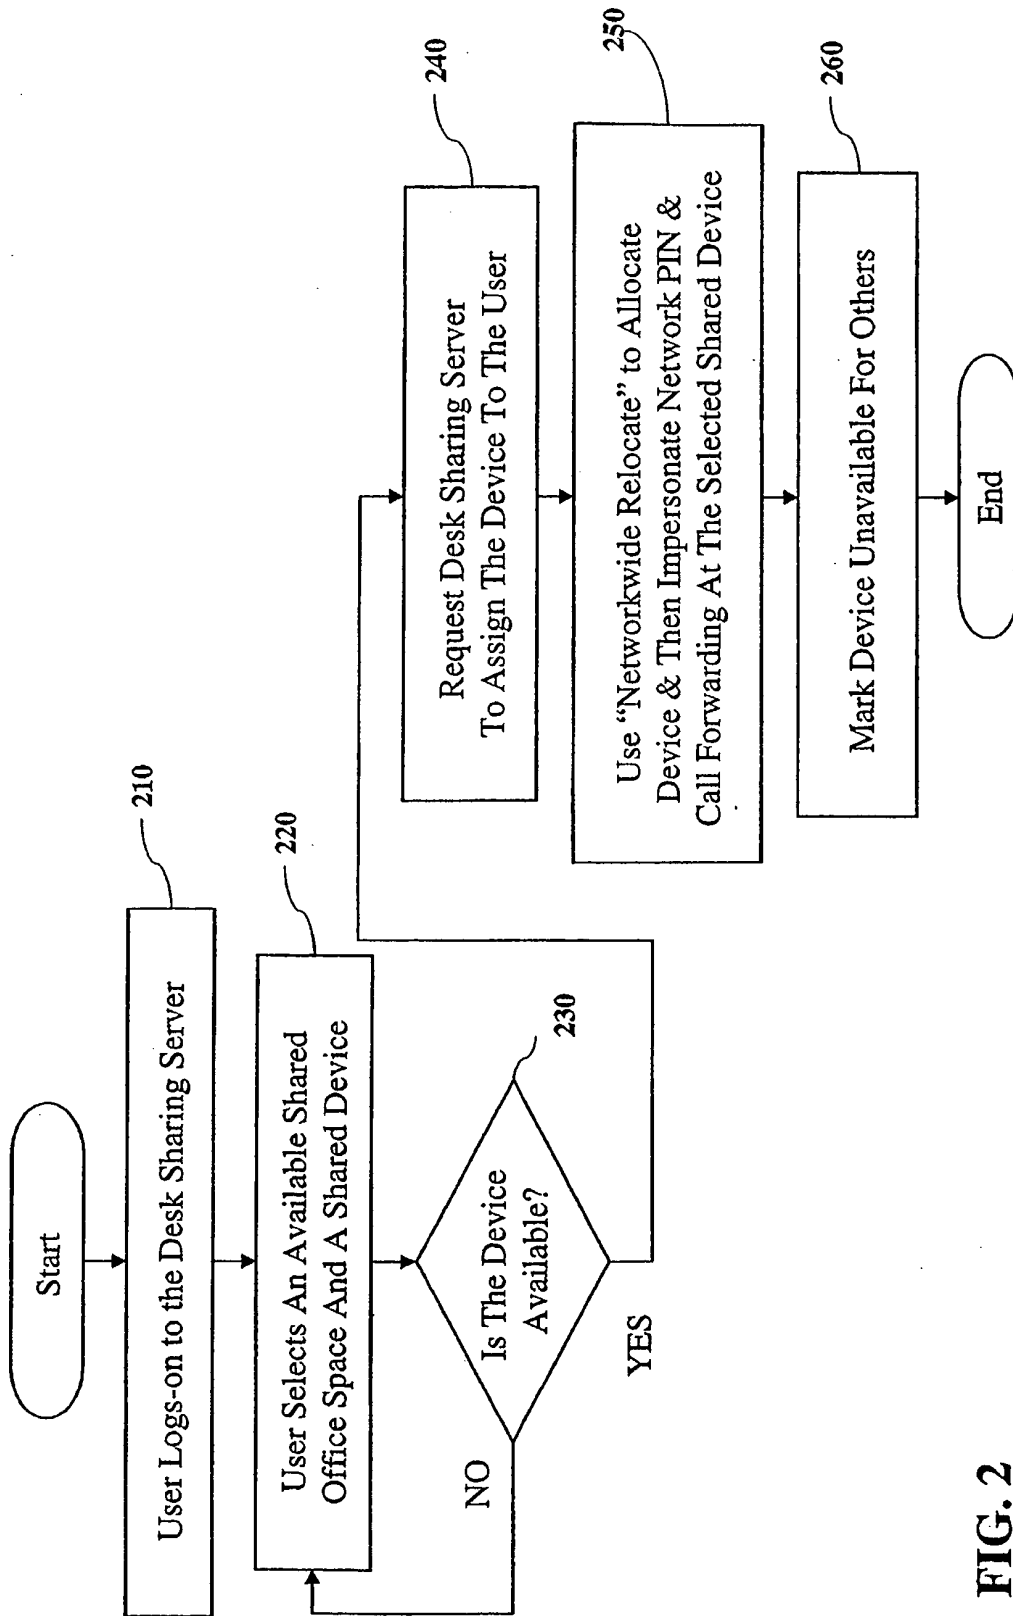 Start
210
User Logs-on to the Desk Sharing Server
220
User Selects An Available Shared
Office Space And A Shared Device
230
Is The Device
Available?
NO
YES
240
Request Desk Sharing Server
To Assign The Device To The User
250
Use “Networkwide Relocate” to Allocate
Device & Then Impersonate Network PIN &
Call Forwarding At The Selected Shared Device
260
Mark Device Unavailable For Others
End
FIG. 2